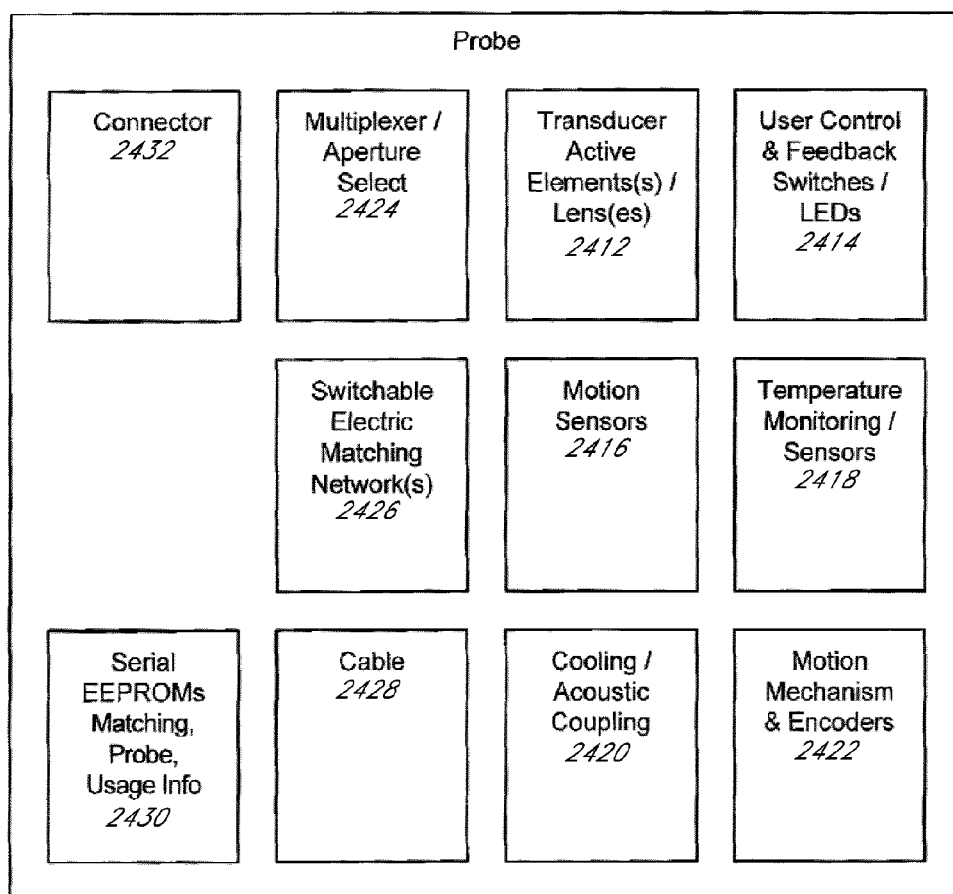 Probe
Connector
2432
Multiplexer /
Aperture
Select
2424
Transducer
Active
Elements(s) /
Lens(es)
2412
User Control
& Feedback
Switches /
LEDs
2414
Switchable
Electric
Matching
Network(s)
2426
Motion
Sensors
2416
Temperature
Monitoring /
Sensors
2418
Serial
EEPROMs
Matching,
Probe,
Usage Info
2430
Cable
2428
Cooling /
Acoustic
Coupling
2420
Motion
Mechanism
& Encoders
2422